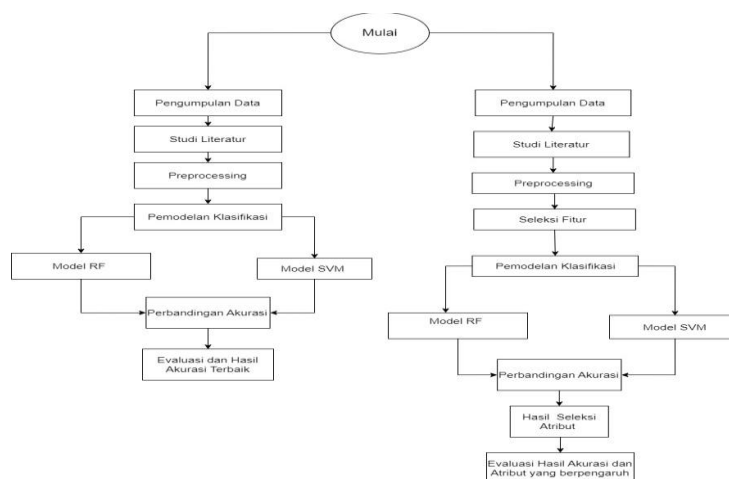 Mulai
Pengumpulan Data
Studi Literatur
Preprocessing
Pemodelan Klasifikasi
Model RF
Model SVM
Perbandingan Akurasi
Evaluasi dan Hasil
Akurasi Terbaik
Pengumpulan Data
Studi Literatur
Preprocessing
Seleksi Fitur
Pemodelan Klasifikasi
Model RF
Model SVM
Perbandingan Akurasi
Hasil Seleksi
Atribut
Evaluasi Hasil Akurasi dan
Atribut yang berpengaruh